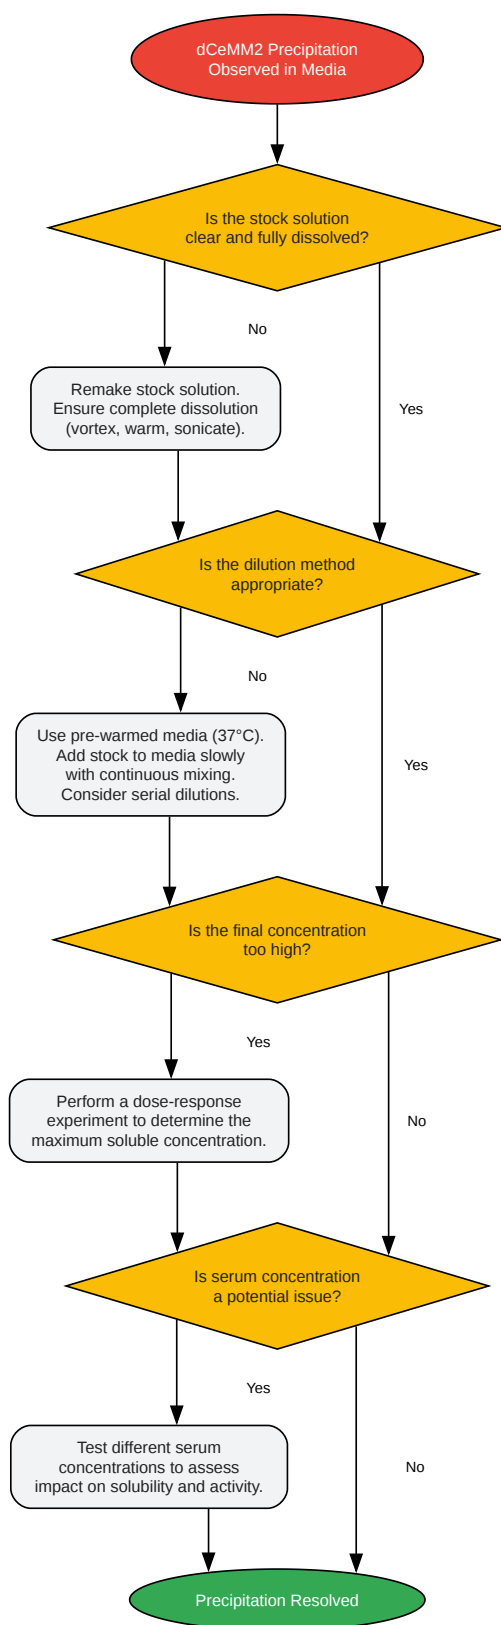 dCeMM2 Precipitation
Observed in Media
Is the stock solution
clear and fully dissolved?
No
Remake stock solution.
Ensure complete dissolution
(vortex, warm, sonicate).
Yes
Is the dilution method
appropriate?
No
Use pre-warmed media (37°C).
Add stock to media slowly
with continuous mixing.
Consider serial dilutions.
Yes
Is the final concentration
too high?
Yes
Perform a dose-response
experiment to determine the
maximum soluble concentration.
No
Is serum concentration
a potential issue?
Yes
Test different serum
concentrations to assess
impact on solubility and activity.
No
Precipitation Resolved